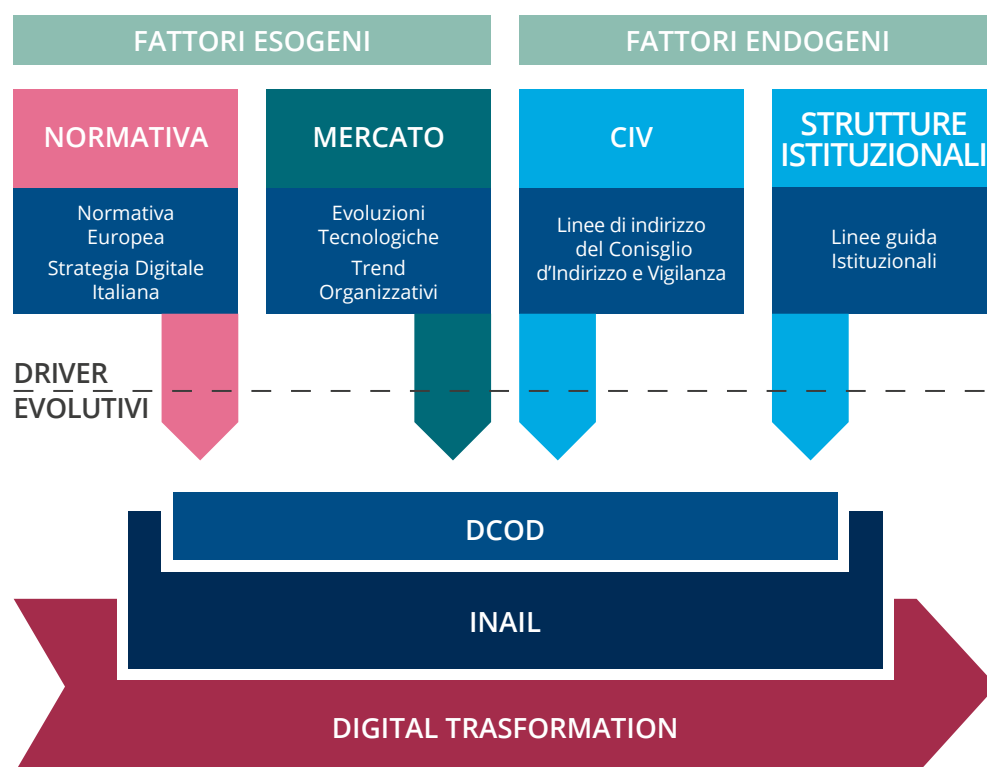 FATTORI ESOGENI
FATTORI ENDOGENI
NORMATIVA
Normativa
Europea
Strategia Digitale
Italiana
MERCATO
Evoluzioni
Tecnologiche
Trend
Organizzativi
CIV
Linee di indirizzo
del Conisglio
d'Indirizzo e Vigilanza
STRUTTURE
ISTITUZIONALI
Linee guida
Istituzionali
DRIVER
EVOLUTIVI
DCOD
INAIL
DIGITAL TRASFORMATION